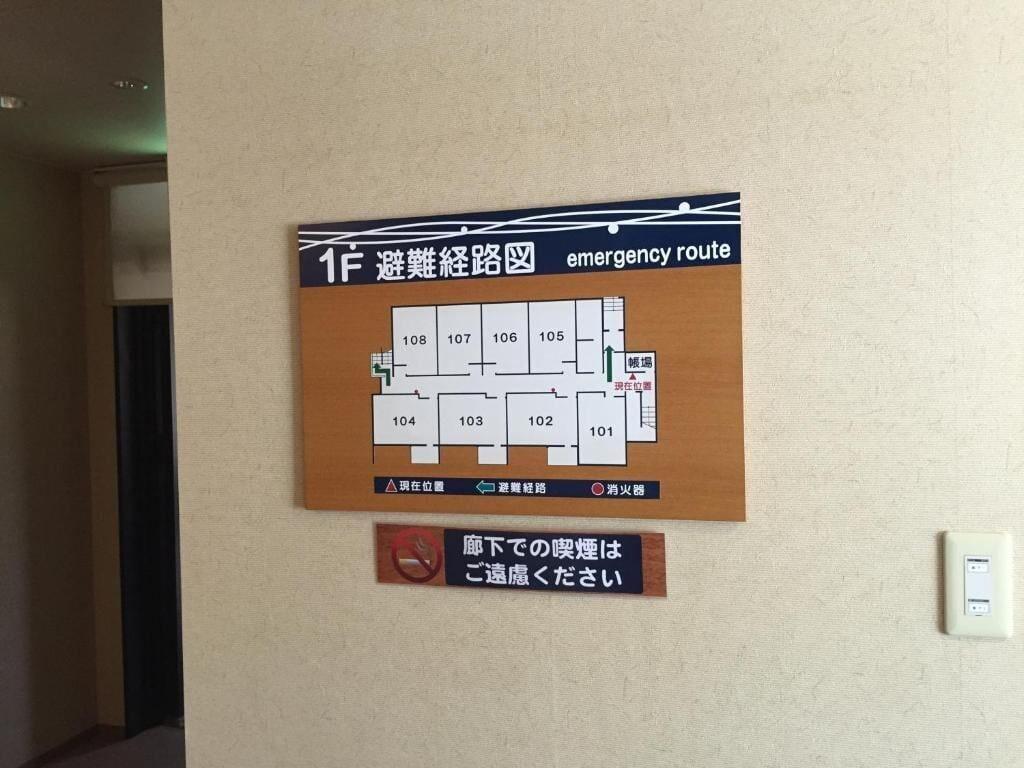 1F 避難経路図 emergency route
108 107 106 105
帳場
現在位置
104 103 102 101
現在位置 避難経路 消火器
廊下での喫煙は
ご遠慮ください